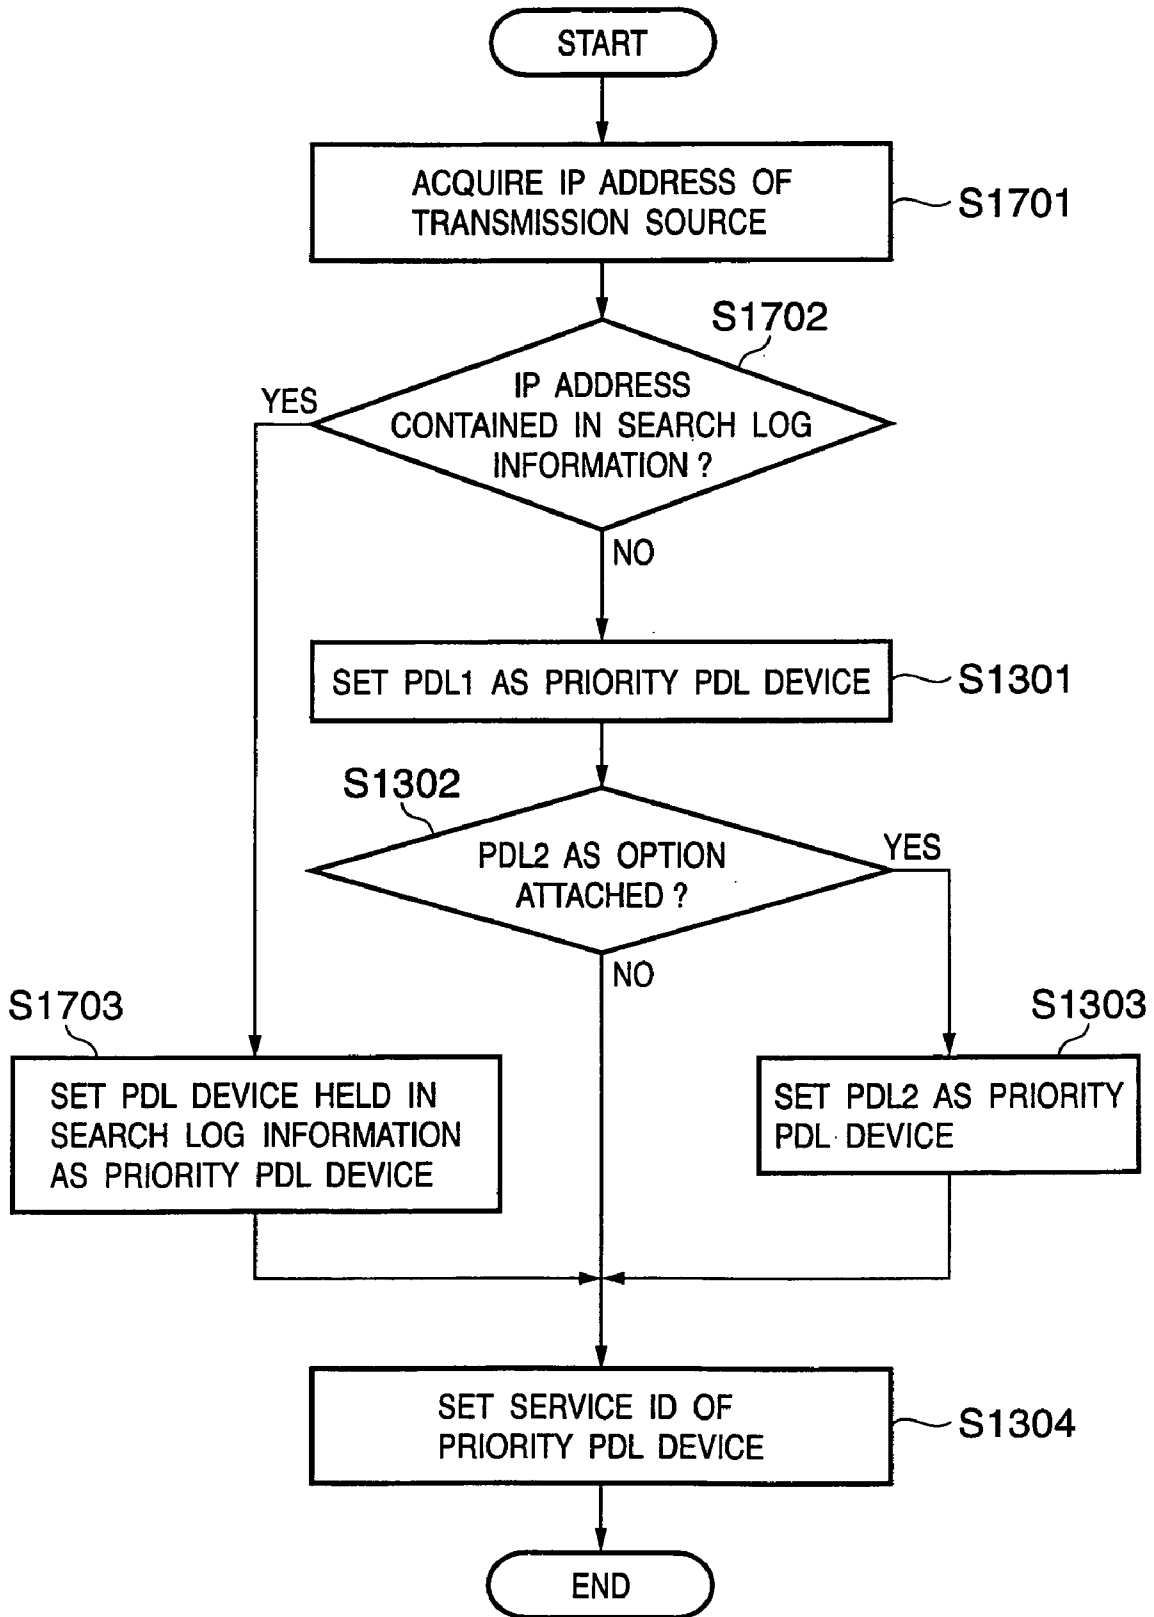 START
ACQUIRE IP ADDRESS OF
TRANSMISSION SOURCE
S1701
S1702
IP ADDRESS
CONTAINED IN SEARCH LOG
INFORMATION ?
YES
NO
SET PDL1 AS PRIORITY PDL DEVICE
S1301
S1302
PDL2 AS OPTION
ATTACHED ?
YES
NO
S1703
SET PDL DEVICE HELD IN
SEARCH LOG INFORMATION
AS PRIORITY PDL DEVICE
S1303
SET PDL2 AS PRIORITY
PDL DEVICE
SET SERVICE ID OF
PRIORITY PDL DEVICE
S1304
END